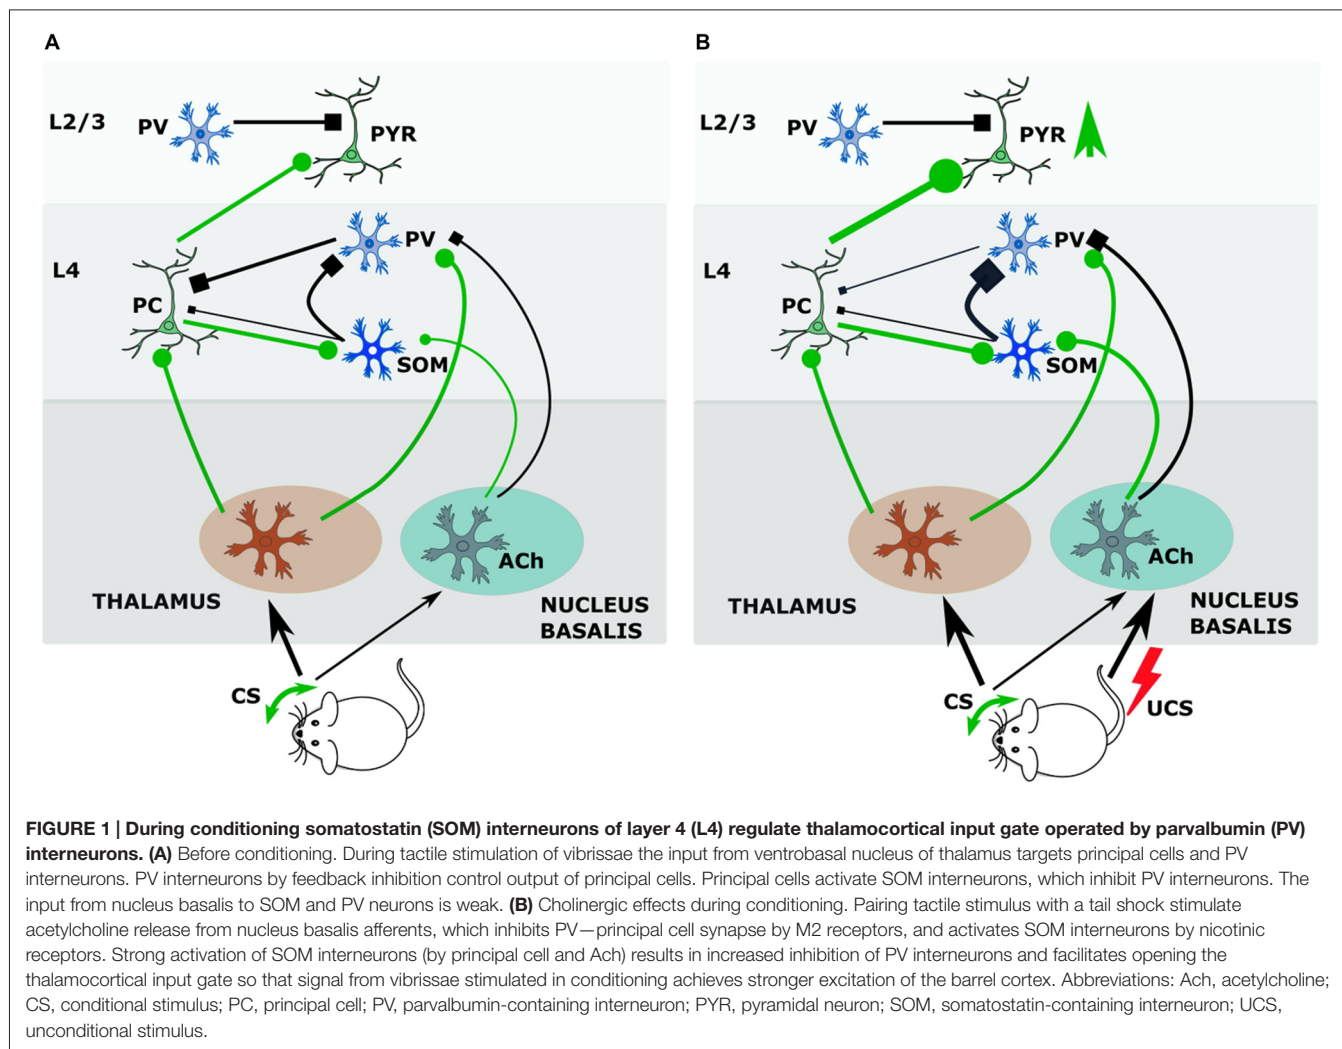 A
L2/3
PV
PYR
L4
PV
PC
SOM
ACh
THALAMUS
NUCLEUS
BASALIS
CS
B
L2/3
PV
PYR
L4
PV
PC
SOM
ACh
THALAMUS
NUCLEUS
BASALIS
CS
UCS
FIGURE 1 | During conditioning somatostatin (SOM) interneurons of layer 4 (L4) regulate thalamocortical input gate operated by parvalbumin (PV)
interneurons. (A) Before conditioning. During tactile stimulation of vibrissae the input from ventrobasal nucleus of thalamus targets principal cells and PV
interneurons. PV interneurons by feedback inhibition control output of principal cells. Principal cells activate SOM interneurons, which inhibit PV interneurons. The
input from nucleus basalis to SOM and PV neurons is weak. (B) Cholinergic effects during conditioning. Pairing tactile stimulus with a tail shock stimulate
acetylcholine release from nucleus basalis afferents, which inhibits PV—principal cell synapse by M2 receptors, and activates SOM interneurons by nicotinic
receptors. Strong activation of SOM interneurons (by principal cell and Ach) results in increased inhibition of PV interneurons and facilitates opening the
thalamocortical input gate so that signal from vibrissae stimulated in conditioning achieves stronger excitation of the barrel cortex. Abbreviations: Ach, acetylcholine;
CS, conditional stimulus; PC, principal cell; PV, parvalbumin-containing interneuron; PYR, pyramidal neuron; SOM, somatostatin-containing interneuron; UCS,
unconditional stimulus.